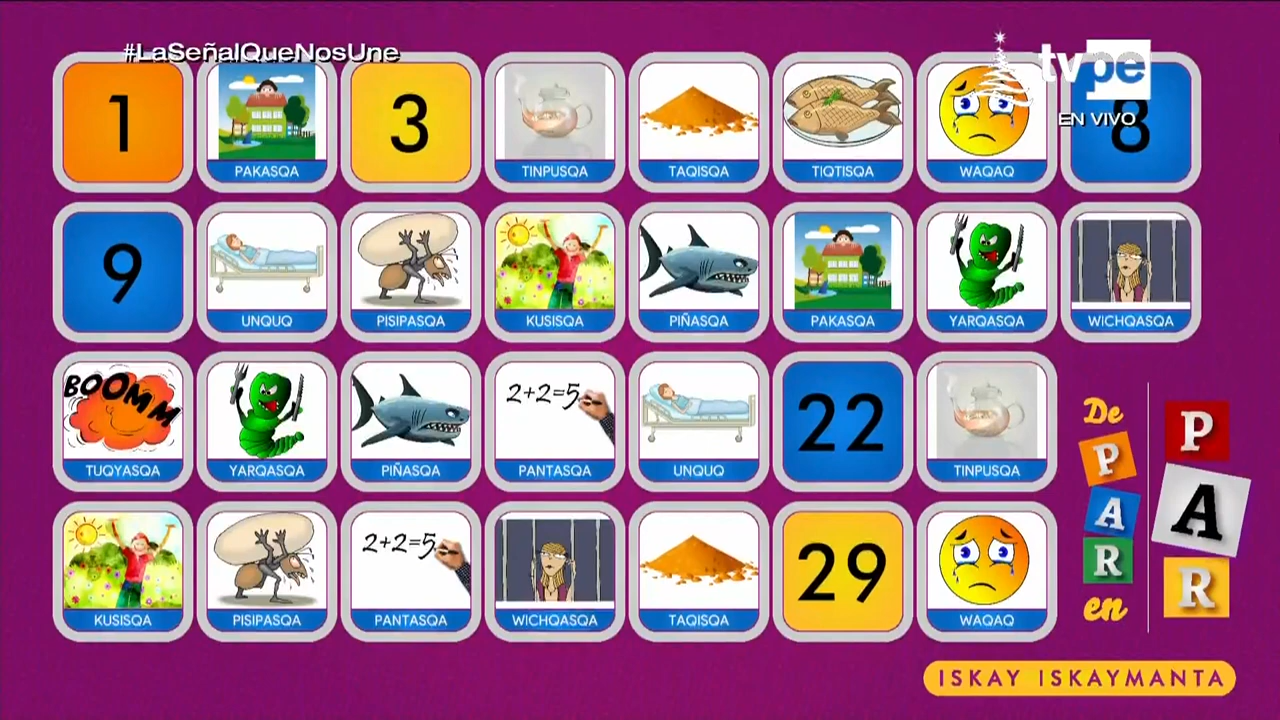 #LaSeñalQueNosUne
tvpe
EN VIVO
1
PAKASQA
3
TINPUSQA
TAQISQA
TIQTISQA
WAQAQ
8
9
UNQUQ
PISIPASQA
KUSISQA
PIÑASQA
PAKASQA
YARQASQA
WICHQASQA
BOOMM
TUQYASQA
YARQASQA
PIÑASQA
2+2=5
PANTASQA
UNQUQ
22
TINPUSQA
KUSISQA
PISIPASQA
2+2=5
PANTASQA
WICHQASQA
TAQISQA
29
WAQAQ
De
PAR
en
PAR
ISKAY ISKAYMANTA